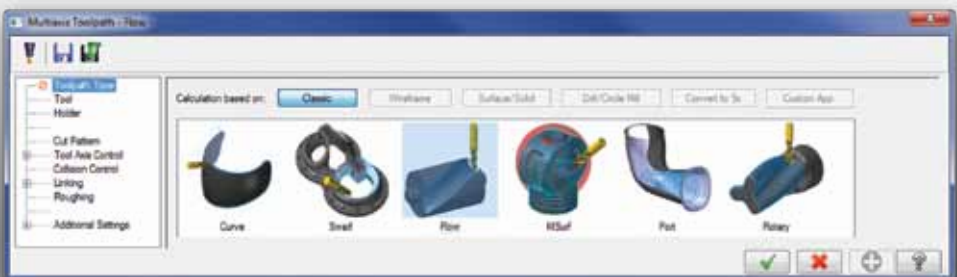 Multiaxis Toolpath - Flow
Toolpath Type
Tool
Holder
Cut Pattern
Tool Axis Control
Collision Control
Linking
Roughing
Additional Settings
Calculation based on: Classic Wireframe Surface/Solid Drill/Circle Mill Convert to 5x Custom App
Curve Swarf Flow MSurf Port Rotary